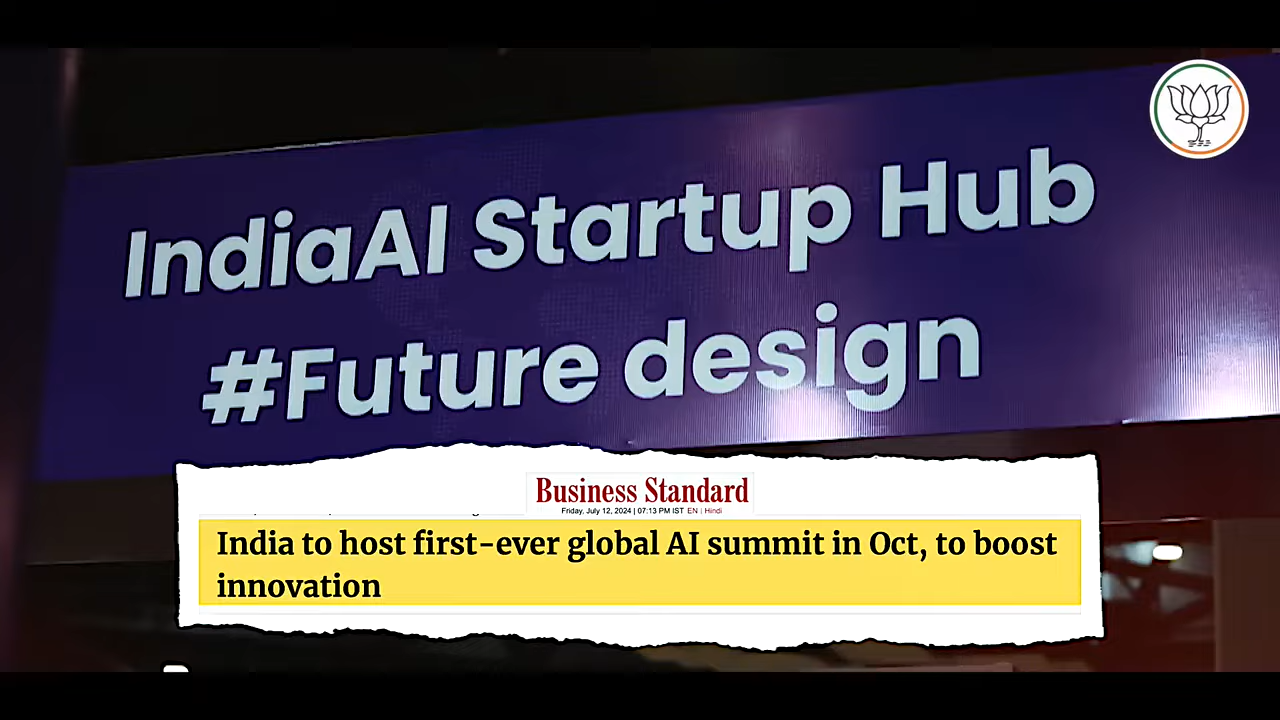 IndiaAI Startup Hub
#Future design
Business Standard
Friday, July 12, 2024 | 07:13 PM IST EN | Hindi
India to host first-ever global AI summit in Oct, to boost
innovation